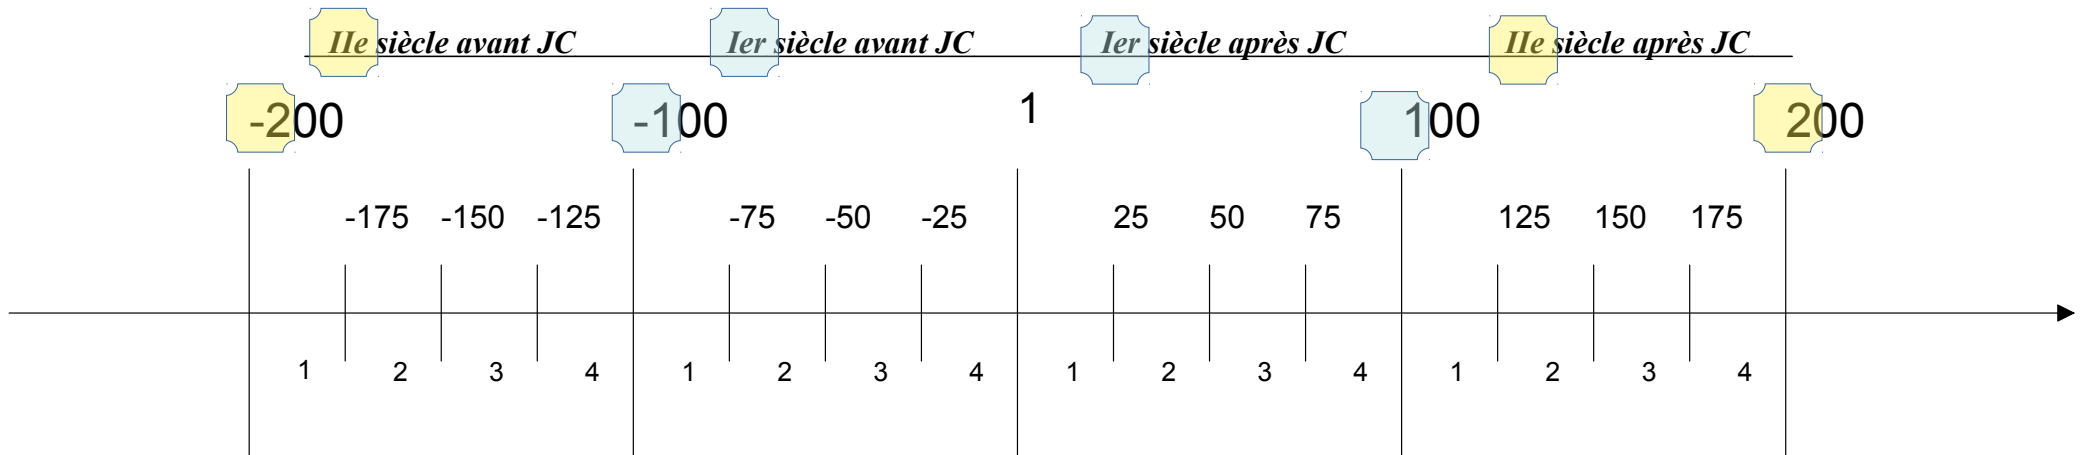 IIe siècle avant JC Ier siècle avant JC Ier siècle après JC IIe siècle après JC
-200 -100 1 100 200
-175 -150 -125 -75 -50 -25 25 50 75 125 150 175
1 2 3 4 1 2 3 4 1 2 3 4 1 2 3 4